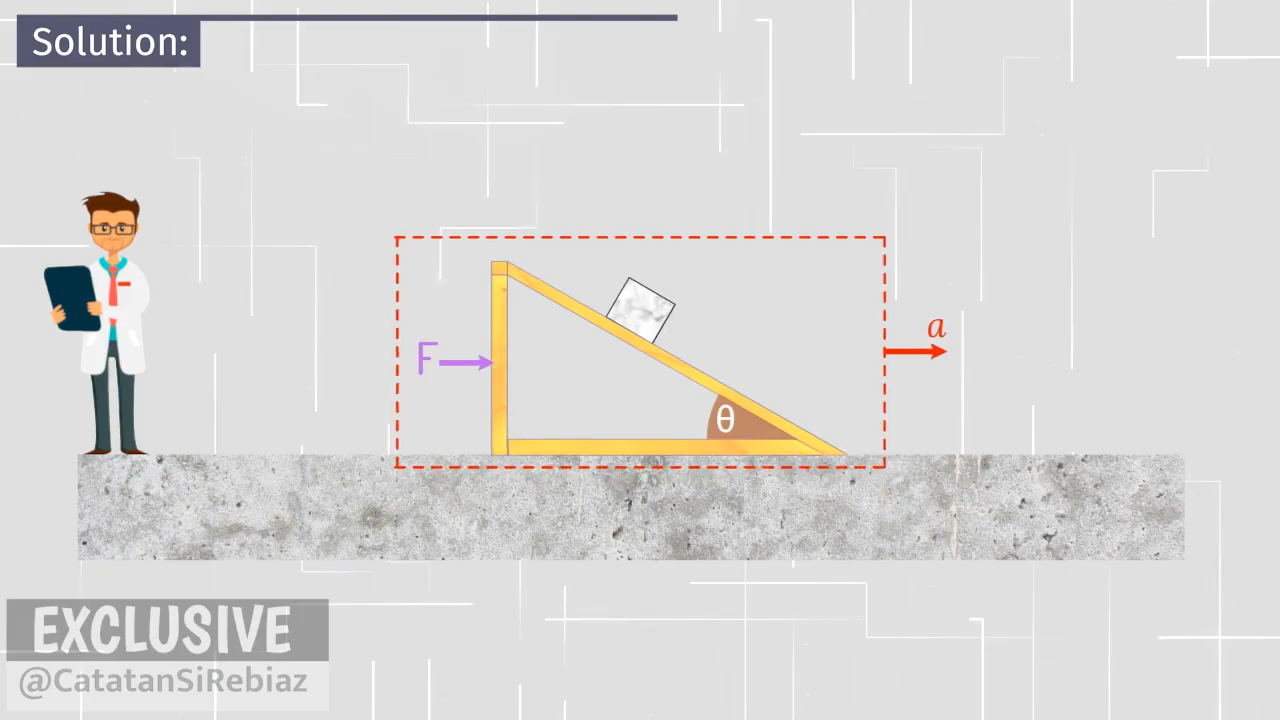 Solution:
a
F
θ
EXCLUSIVE
@CatatanSiRebiaz